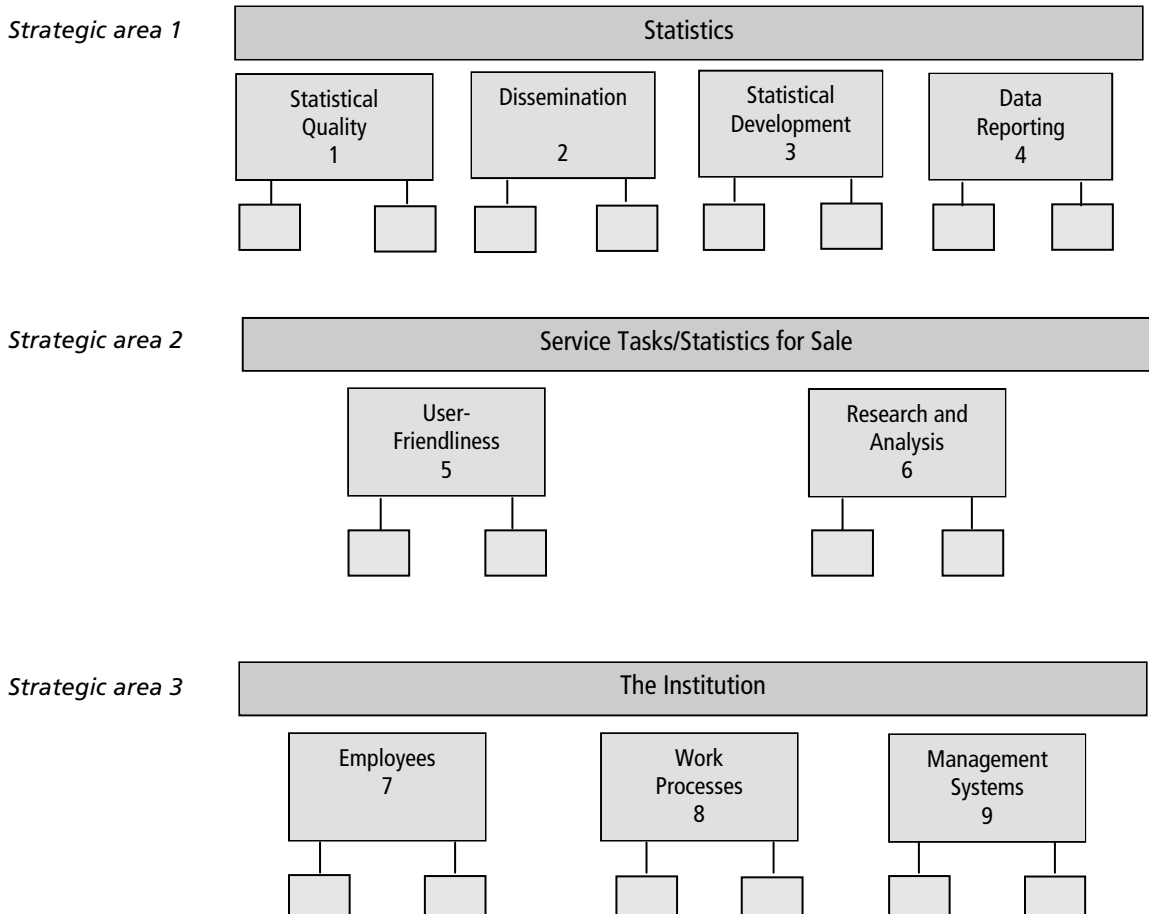 Strategic area 1
Statistics
Statistical
Quality
1
Dissemination
2
Statistical
Development
3
Data
Reporting
4
Strategic area 2
Service Tasks/Statistics for Sale
User-
Friendliness
5
Research and
Analysis
6
Strategic area 3
The Institution
Employees
7
Work
Processes
8
Management
Systems
9